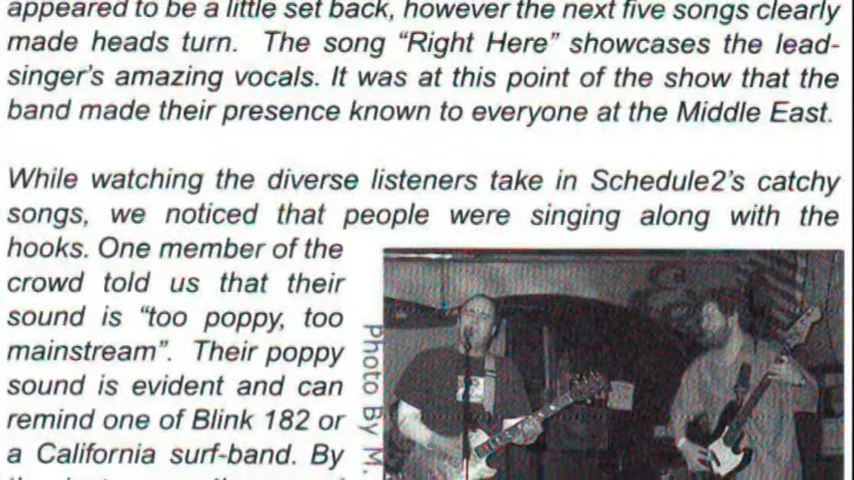 appeared to be a little set back, however the next five songs clearly
made heads turn. The song “Right Here” showcases the lead-
singer’s amazing vocals. It was at this point of the show that the
band made their presence known to everyone at the Middle East.
While watching the diverse listeners take in Schedule2’s catchy
songs, we noticed that people were singing along with the
hooks. One member of the
crowd told us that their
sound is “too poppy, too
mainstream”. Their poppy
sound is evident and can
remind one of Blink 182 or
a California surf-band. By
Photo By M.